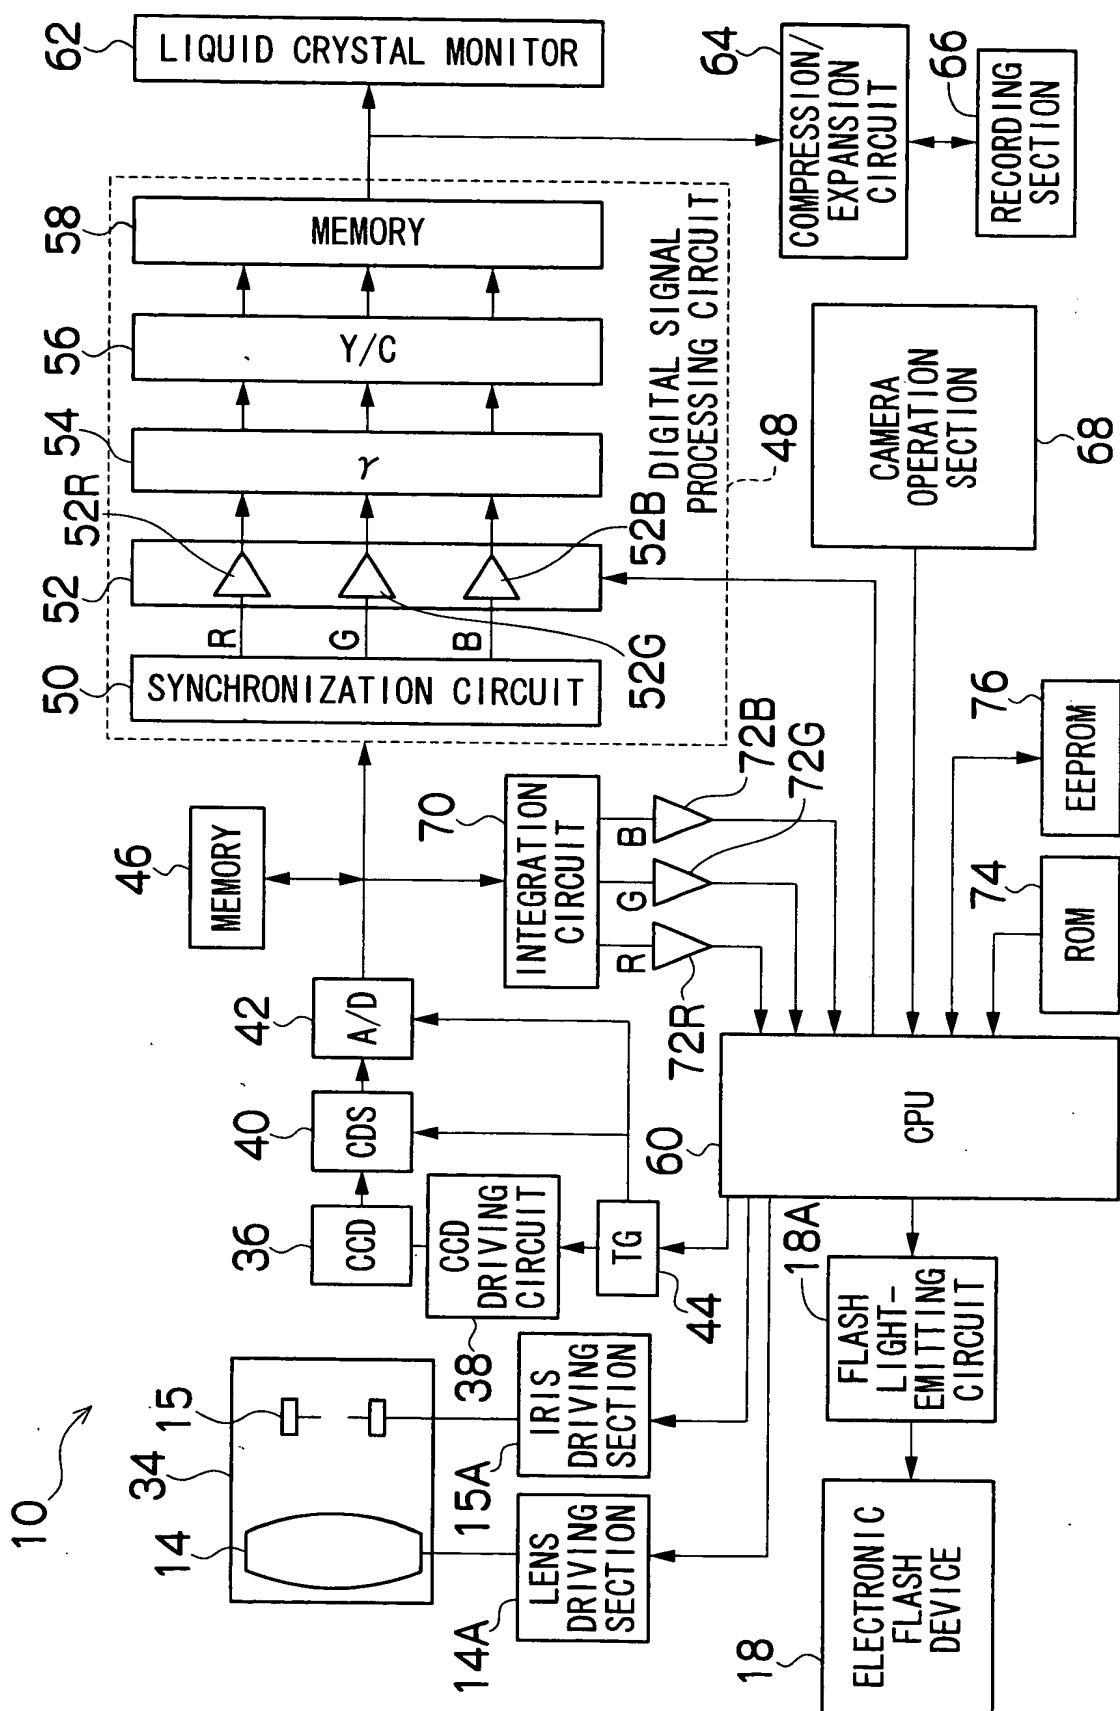 10
34
15
14
14A
LENS
DRIVING
SECTION
15A
IRIS
DRIVING
SECTION
36
CCD
38
CCD
DRIVING
CIRCUIT
40
CDS
42
A/D
44
TG
46
MEMORY
70
INTEGRATION
CIRCUIT
R
G
B
72R
72G
72B
50
SYNCHRONIZATION CIRCUIT
R
G
B
52
52R
52G
52B
54
γ
56
Y/C
58
MEMORY
DIGITAL SIGNAL
PROCESSING CIRCUIT
48
62
LIQUID CRYSTAL MONITOR
64
COMPRESSION/
EXPANSION
CIRCUIT
66
RECORDING
SECTION
68
CAMERA
OPERATION
SECTION
60
CPU
74
ROM
76
EEPROM
18A
FLASH
LIGHT-
EMITTING
CIRCUIT
18
ELECTRONIC
FLASH
DEVICE